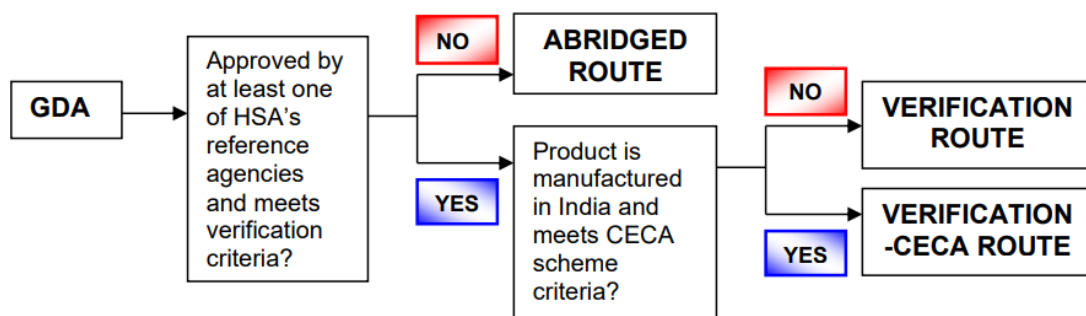 GDA
Approved by
at least one
of HSA's
reference
agencies
and meets
verification
criteria?
NO
ABRIDGED
ROUTE
YES
Product is
manufactured
in India and
meets CECA
scheme
criteria?
NO
VERIFICATION
ROUTE
YES
VERIFICATION
-CECA ROUTE